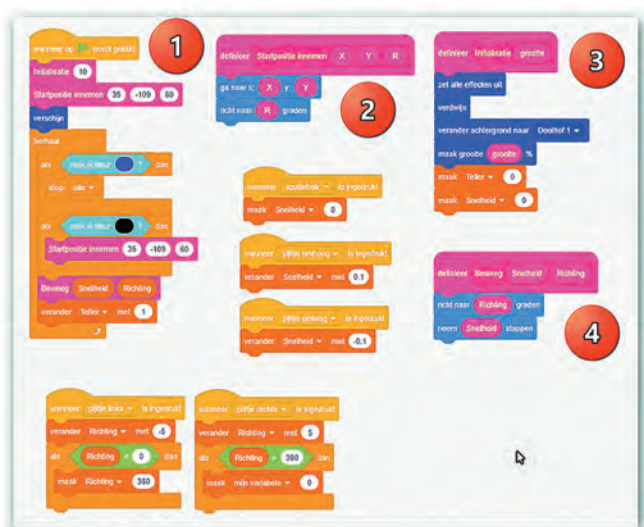 wanneer op wordt geklikt
Initialisatie 10
Startpositie innemen 35 -109 60
verschijn
herhaal
als raak ik kleur ? dan
stop alle
als raak ik kleur ? dan
Startpositie innemen 35 -109 60
Beweeg Snelheid Richting
verander Teller met 1
1
definieer Startpositie innemen X Y R
ga naar x: X y: Y
richt naar R graden
2
wanneer spatiebalk is ingedrukt
maak Snelheid 0
wanneer pijltje omhoog is ingedrukt
verander Snelheid met 0.1
wanneer pijltje omlaag is ingedrukt
verander Snelheid met -0.1
definieer Initialisatie grootte
zet alle effecten uit
verdwijn
verander achtergrond naar Doolhof 1
maak grootte grootte %
maak Teller 0
maak Snelheid 0
3
definieer Beweeg Snelheid Richting
richt naar Richting graden
neem Snelheid stappen
4
wanneer pijltje links is ingedrukt
verander Richting met -5
als Richting < 0 dan
maak Richting 360
wanneer pijltje rechts is ingedrukt
verander Richting met 5
als Richting > 360 dan
maak mijn variabele 0